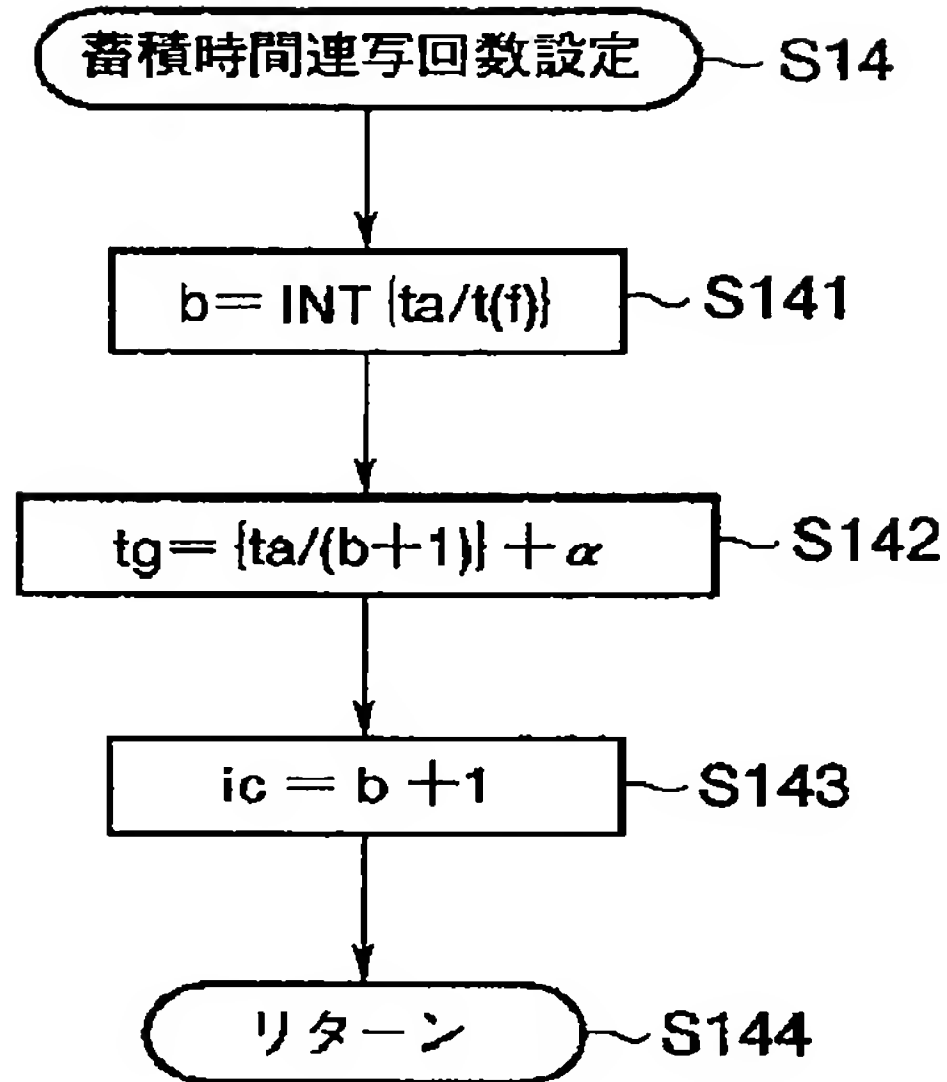 蓄積時間連写回数設定 S14
b=INT{ta/t(f)} S141
tg={ta/(b+1)}+α S142
ic=b+1 S143
リターン S144